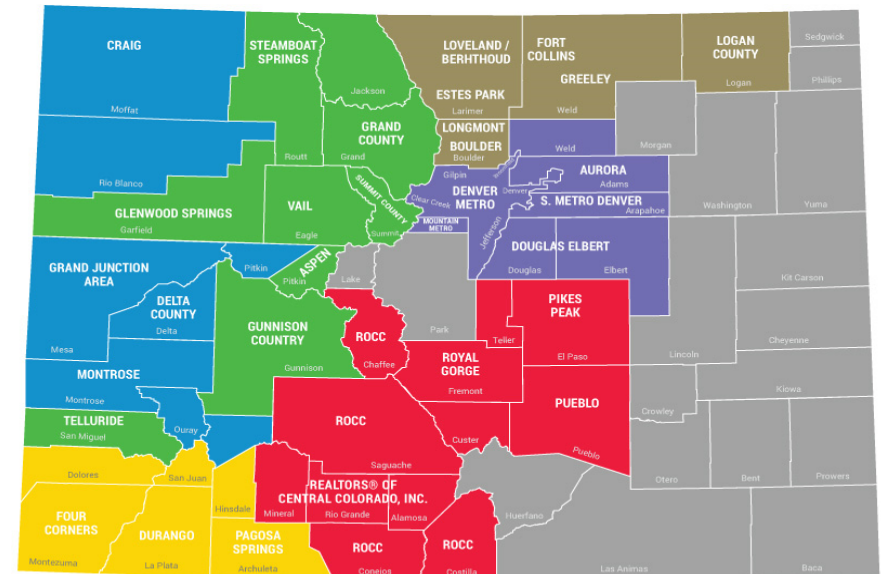 CRAIG
Moffat
STEAMBOAT
SPRINGS
Routt
Jackson
LOVELAND /
BERHTHOUD
ESTES PARK
Larimer
FORT
COLLINS
GREELEY
Weld
LOGAN
COUNTY
Logan
Sedgwick
Phillips
Rio Blanco
GRAND
COUNTY
Grand
LONGMONT
BOULDER
Boulder
Weld
Morgan
Washington
Yuma
GLENWOOD SPRINGS
Garfield
VAIL
Eagle
SUMMIT COUNTY
Summit
Gilpin
Clear Creek
DENVER
METRO
MOUNTAIN
METRO
Jefferson
Denver
AURORA
Adams
S. METRO DENVER
Arapahoe
DOUGLAS ELBERT
Douglas
Elbert
GRAND JUNCTION
AREA
Mesa
DELTA
COUNTY
Delta
Pitkin
ASPEN
Pitkin
Lake
Park
Kit Carson
GUNNISON
COUNTRY
Gunnison
ROCC
Chaffee
Teller
PIKES
PEAK
El Paso
Lincoln
Cheyenne
MONTROSE
Montrose
ROYAL
GORGE
Fremont
Kiowa
TELLURIDE
San Miguel
Ouray
ROCC
Saguache
Custer
PUEBLO
Pueblo
Crowley
Otero
Bent
Prowers
Dolores
San Juan
Hinsdale
REALTORS® OF
CENTRAL COLORADO, INC.
Mineral
Rio Grande
Alamosa
Huerfano
FOUR
CORNERS
Montezuma
DURANGO
La Plata
PAGOSA
SPRINGS
Archuleta
ROCC
Conejos
ROCC
Costilla
Las Animas
Baca